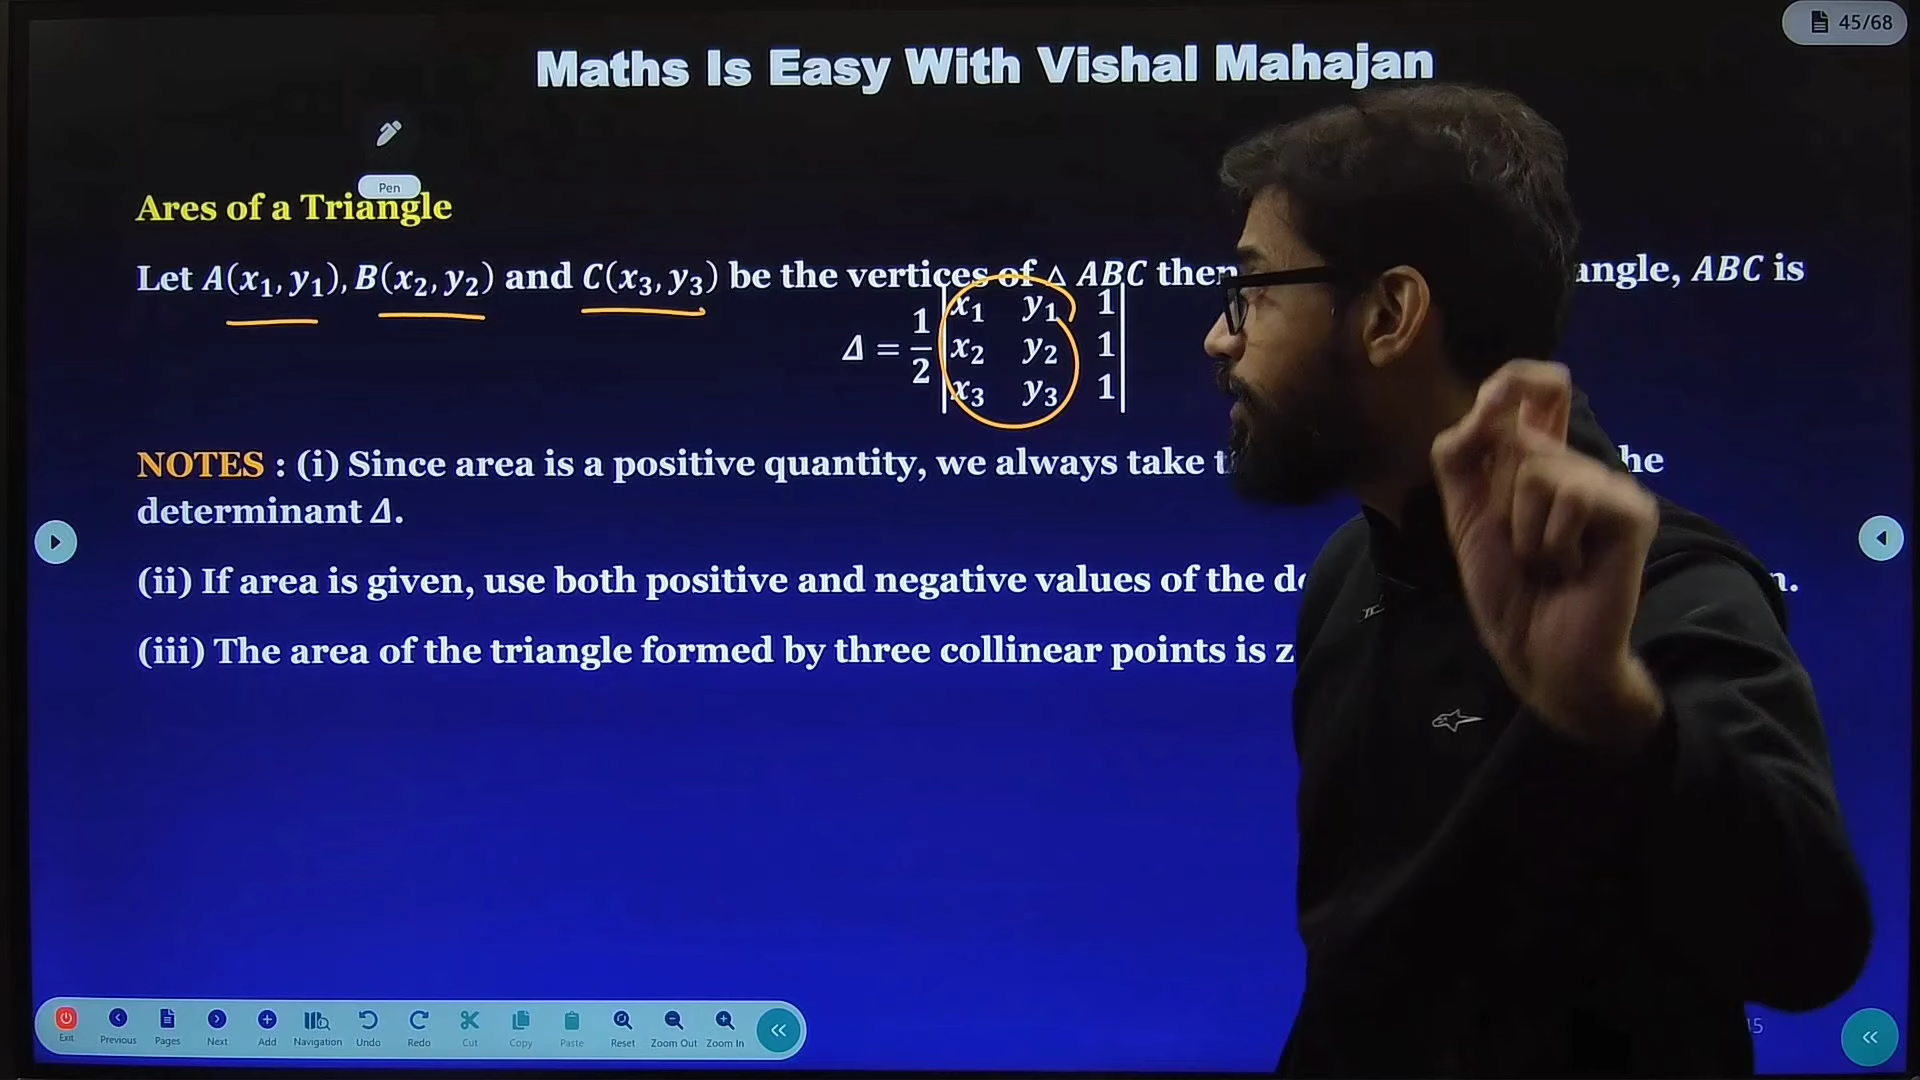 45/68
Maths Is Easy With Vishal Mahajan
Pen
Ares of a Triangle
Let A(x₁, y₁), B(x₂, y₂) and C(x₃, y₃) be the vertices of △ ABC then angle, ABC is
Δ = 1/2 |x₁ y₁ 1|
|x₂ y₂ 1|
|x₃ y₃ 1|
NOTES : (i) Since area is a positive quantity, we always take
determinant Δ.
(ii) If area is given, use both positive and negative values of the
(iii) The area of the triangle formed by three collinear points is
Exit Previous Pages Next Add Navigation Undo Redo Cut Copy Paste Reset Zoom Out Zoom In